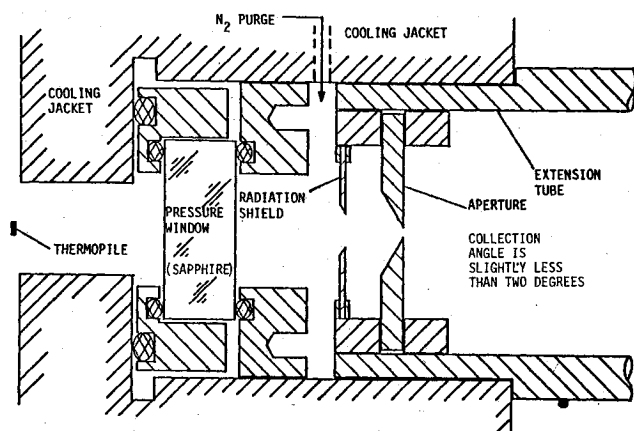 N2 PURGE
COOLING JACKET
COOLING
JACKET
EXTENSION
TUBE
RADIATION
SHIELD
APERTURE
PRESSURE
WINDOW
(SAPPHIRE)
THERMOPILE
COLLECTION
ANGLE IS
SLIGHTLY LESS
THAN TWO DEGREES